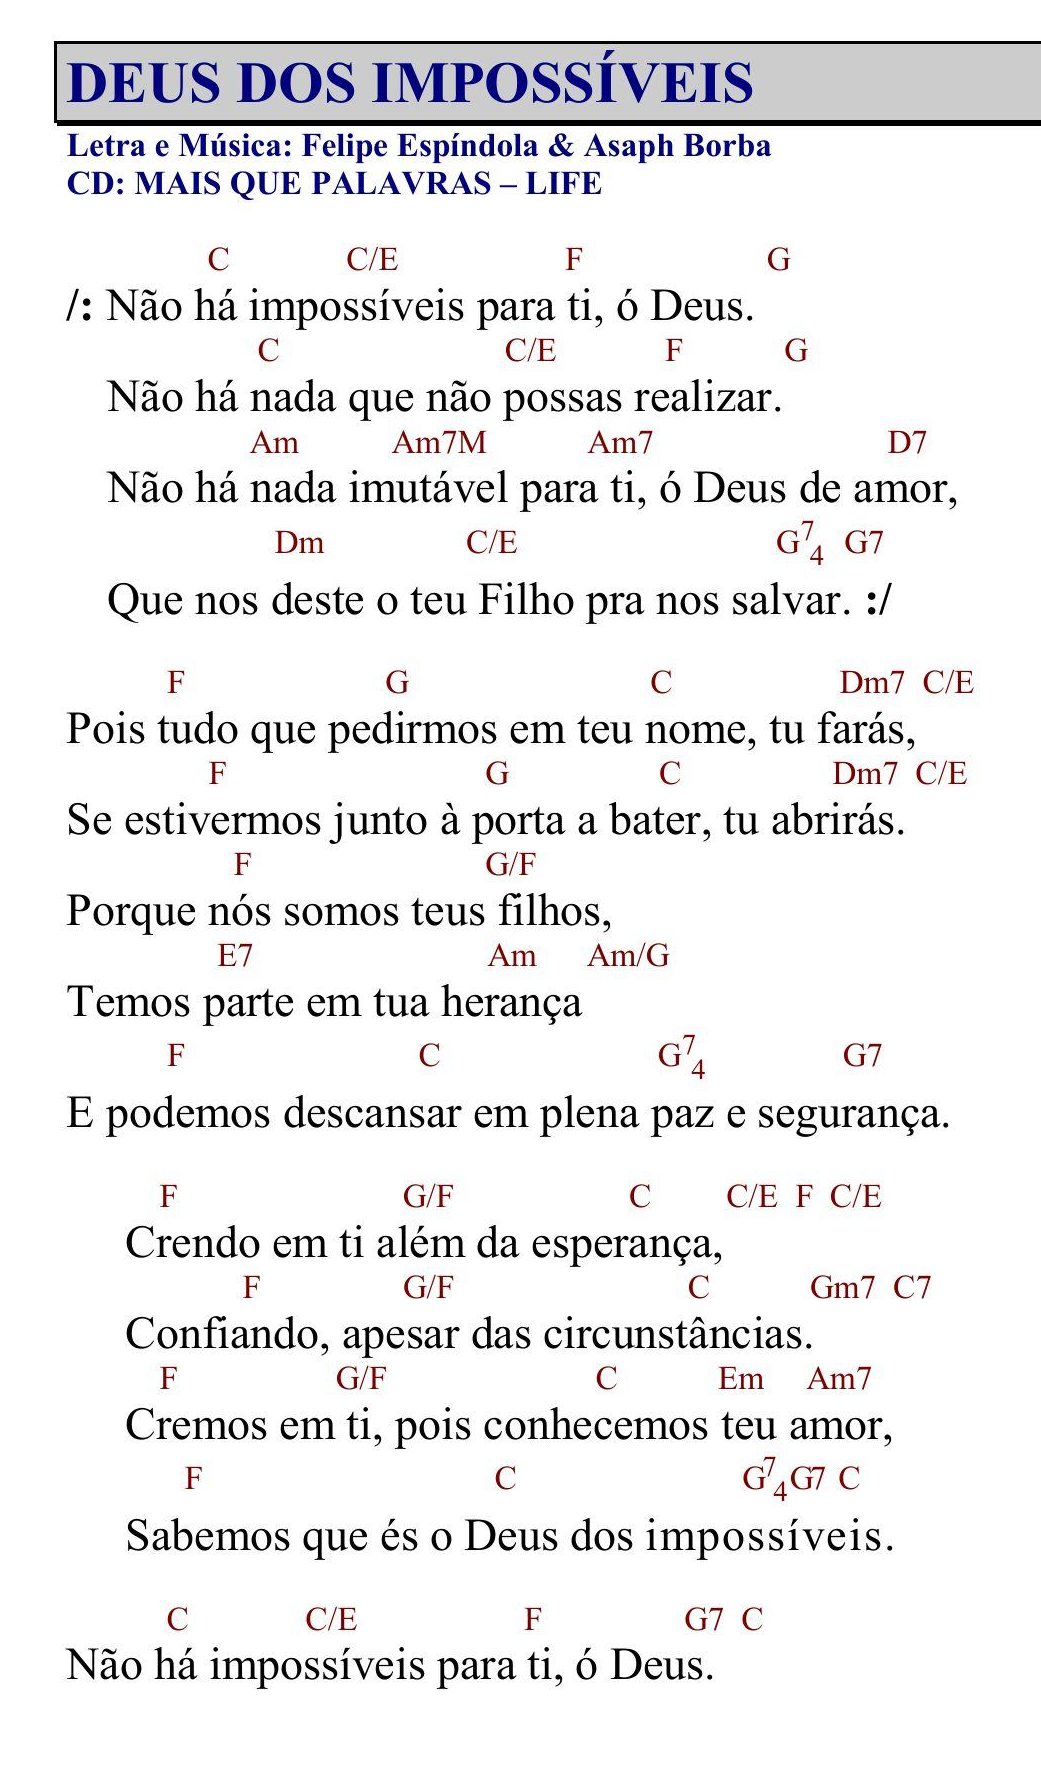 DEUS DOS IMPOSSÍVEIS
Letra e Música: Felipe Espíndola & Asaph Borba
CD: MAIS QUE PALAVRAS – LIFE
C C/E F G
/: Não há impossíveis para ti, ó Deus.
C C/E F G
Não há nada que não possas realizar.
Am Am7M Am7 D7
Não há nada imutável para ti, ó Deus de amor,
Dm C/E G7 4 G7
Que nos deste o teu Filho pra nos salvar. :/
F G C Dm7 C/E
Pois tudo que pedirmos em teu nome, tu farás,
F G C Dm7 C/E
Se estivermos junto à porta a bater, tu abrirás.
F G/F
Porque nós somos teus filhos,
E7 Am Am/G
Temos parte em tua herança
F C G7 4 G7
E podemos descansar em plena paz e segurança.
F G/F C C/E F C/E
Crendo em ti além da esperança,
F G/F C Gm7 C7
Confiando, apesar das circunstâncias.
F G/F C Em Am7
Cremos em ti, pois conhecemos teu amor,
F C G7 4 G7 C
Sabemos que és o Deus dos impossíveis.
C C/E F G7 C
Não há impossíveis para ti, ó Deus.